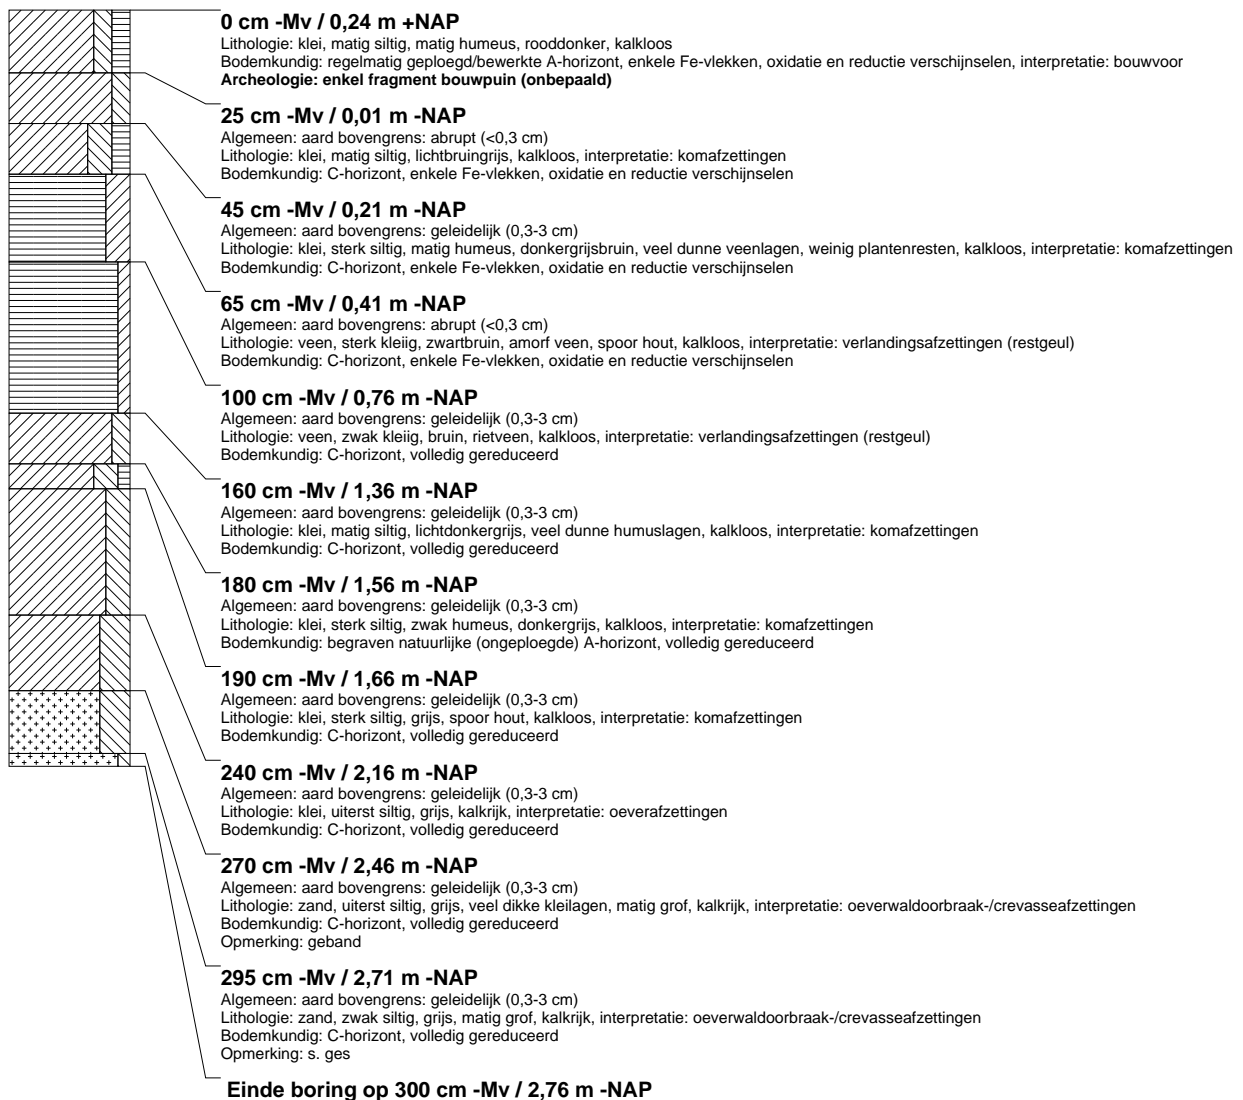 0 cm -Mv / 0,24 m +NAP
Lithologie: klei, matig siltig, matig humeus, rooddonker, kalkloos
Bodemkundig: regelmatig geploegd/bewerkte A-horizont, enkele Fe-vlekken, oxidatie en reductie verschijnselen, interpretatie: bouwvoor
Archeologie: enkel fragment bouwpuin (onbepaald)
25 cm -Mv / 0,01 m -NAP
Algemeen: aard bovengrens: abrupt (<0,3 cm)
Lithologie: klei, matig siltig, lichtbruingrijs, kalkloos, interpretatie: komafzettingen
Bodemkundig: C-horizont, enkele Fe-vlekken, oxidatie en reductie verschijnselen
45 cm -Mv / 0,21 m -NAP
Algemeen: aard bovengrens: geleidelijk (0,3-3 cm)
Lithologie: klei, sterk siltig, matig humeus, donkergrijsbruin, veel dunne veenlagen, weinig plantenresten, kalkloos, interpretatie: komafzettingen
Bodemkundig: C-horizont, enkele Fe-vlekken, oxidatie en reductie verschijnselen
65 cm -Mv / 0,41 m -NAP
Algemeen: aard bovengrens: abrupt (<0,3 cm)
Lithologie: veen, sterk kleiig, zwartbruin, amorf veen, spoor hout, kalkloos, interpretatie: verlandingsafzettingen (restgeul)
Bodemkundig: C-horizont, enkele Fe-vlekken, oxidatie en reductie verschijnselen
100 cm -Mv / 0,76 m -NAP
Algemeen: aard bovengrens: geleidelijk (0,3-3 cm)
Lithologie: veen, zwak kleiig, bruin, rietveen, kalkloos, interpretatie: verlandingsafzettingen (restgeul)
Bodemkundig: C-horizont, volledig gereduceerd
160 cm -Mv / 1,36 m -NAP
Algemeen: aard bovengrens: geleidelijk (0,3-3 cm)
Lithologie: klei, matig siltig, lichtdonkergrijs, veel dunne humuslagen, kalkloos, interpretatie: komafzettingen
Bodemkundig: C-horizont, volledig gereduceerd
180 cm -Mv / 1,56 m -NAP
Algemeen: aard bovengrens: geleidelijk (0,3-3 cm)
Lithologie: klei, sterk siltig, zwak humeus, donkergrijs, kalkloos, interpretatie: komafzettingen
Bodemkundig: begraven natuurlijke (ongeploegde) A-horizont, volledig gereduceerd
190 cm -Mv / 1,66 m -NAP
Algemeen: aard bovengrens: geleidelijk (0,3-3 cm)
Lithologie: klei, sterk siltig, grijs, spoor hout, kalkloos, interpretatie: komafzettingen
Bodemkundig: C-horizont, volledig gereduceerd
240 cm -Mv / 2,16 m -NAP
Algemeen: aard bovengrens: geleidelijk (0,3-3 cm)
Lithologie: klei, uiterst siltig, grijs, kalkrijk, interpretatie: oeverafzettingen
Bodemkundig: C-horizont, volledig gereduceerd
270 cm -Mv / 2,46 m -NAP
Algemeen: aard bovengrens: geleidelijk (0,3-3 cm)
Lithologie: zand, uiterst siltig, grijs, veel dikke kleilagen, matig grof, kalkrijk, interpretatie: oeverwaldoorbraak-/crevasseafzettingen
Bodemkundig: C-horizont, volledig gereduceerd
Opmerking: geband
295 cm -Mv / 2,71 m -NAP
Algemeen: aard bovengrens: geleidelijk (0,3-3 cm)
Lithologie: zand, zwak siltig, grijs, matig grof, kalkrijk, interpretatie: oeverwaldoorbraak-/crevasseafzettingen
Bodemkundig: C-horizont, volledig gereduceerd
Opmerking: s. ges
Einde boring op 300 cm -Mv / 2,76 m -NAP